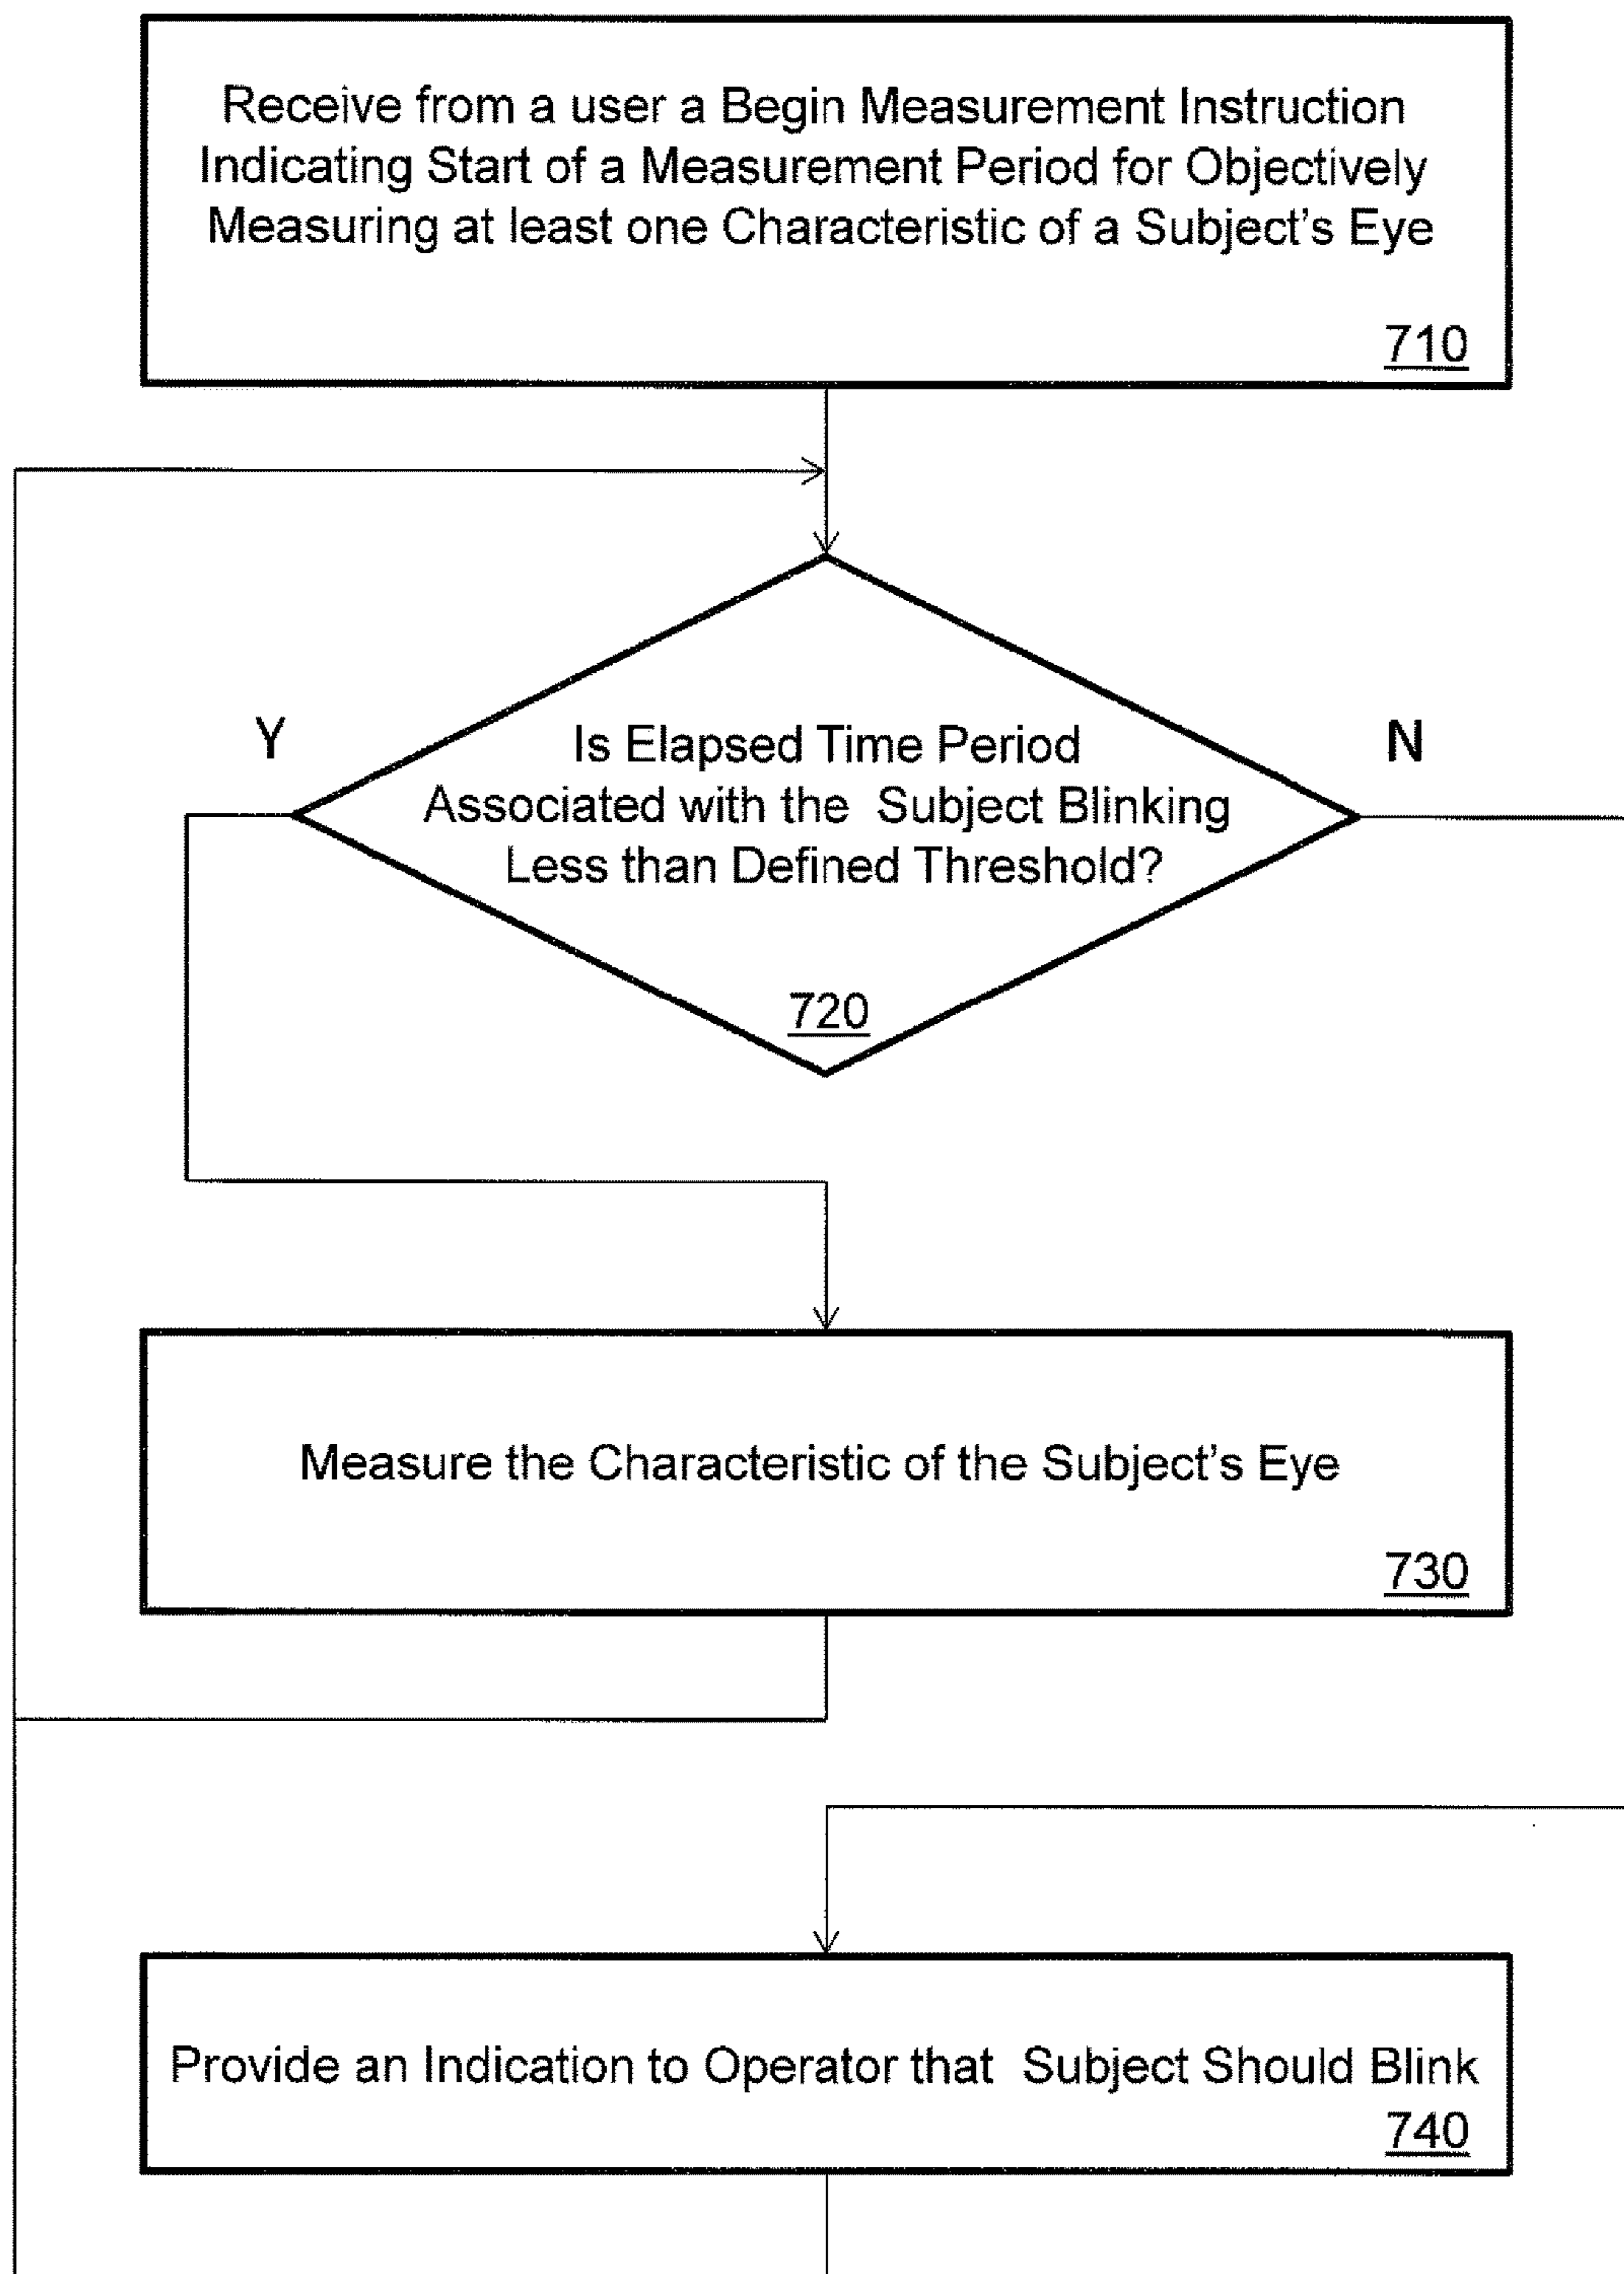 Receive from a user a Begin Measurement Instruction
Indicating Start of a Measurement Period for Objectively
Measuring at least one Characteristic of a Subject's Eye
710
Y
N
Is Elapsed Time Period
Associated with the Subject Blinking
Less than Defined Threshold?
720
Measure the Characteristic of the Subject's Eye
730
Provide an Indication to Operator that Subject Should Blink
740